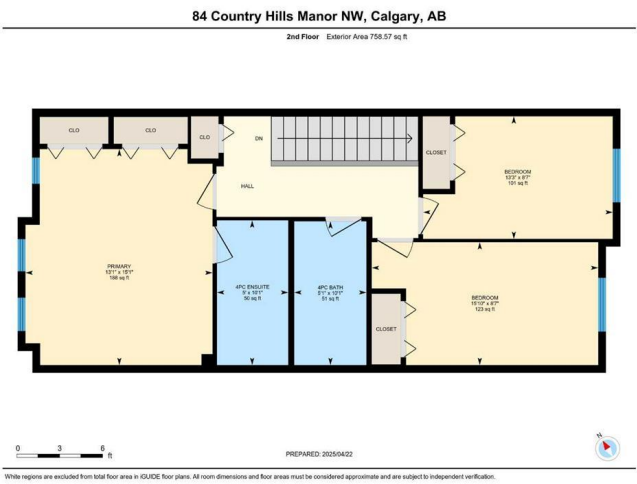 84 Country Hills Manor NW, Calgary, AB
2nd Floor Exterior Area 758.57 sq ft
CLO
CLO
CLO
DN
HALL
CLOSET
BEDROOM
13'3" x 8'7"
101 sq ft
PRIMARY
13'1" x 15'1"
188 sq ft
4PC ENSUITE
5' x 10'1"
50 sq ft
4PC BATH
5'1" x 10'1"
51 sq ft
CLOSET
BEDROOM
15'10" x 8'7"
123 sq ft
0 3 6
ft
PREPARED: 2025/04/22
N
White regions are excluded from total floor area in iGUIDE floor plans. All room dimensions and floor areas must be considered approximate and are subject to independent verification.